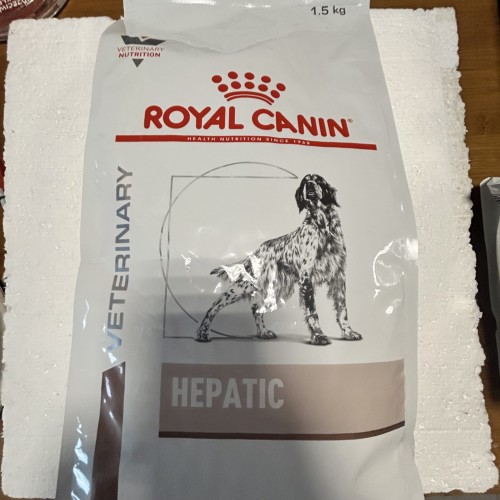 1.5 kg
VETERINARY
NUTRITION
ROYAL CANIN®
HEALTH NUTRITION SINCE 1968
VETERINARY
HEPATIC